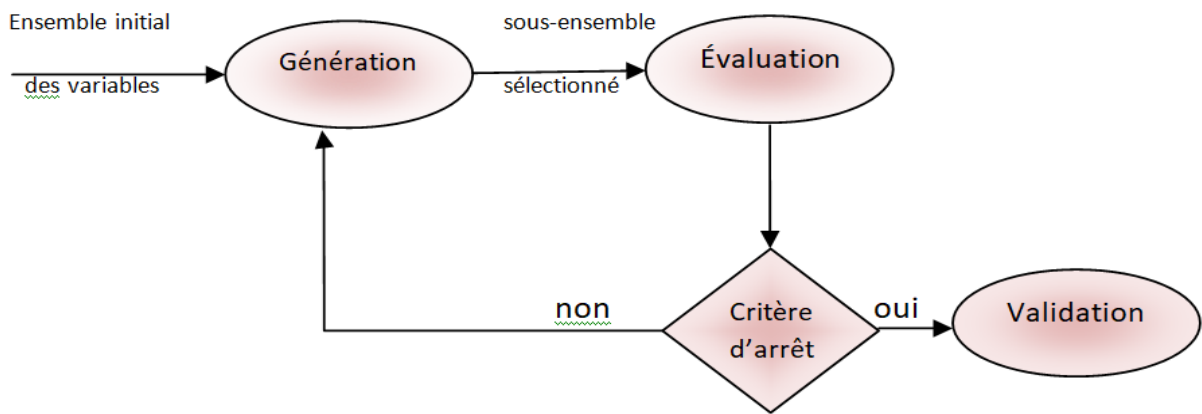 Ensemble initial
des variables
Génération
sous-ensemble
sélectionné
Évaluation
non
Critère
d'arrêt
oui
Validation